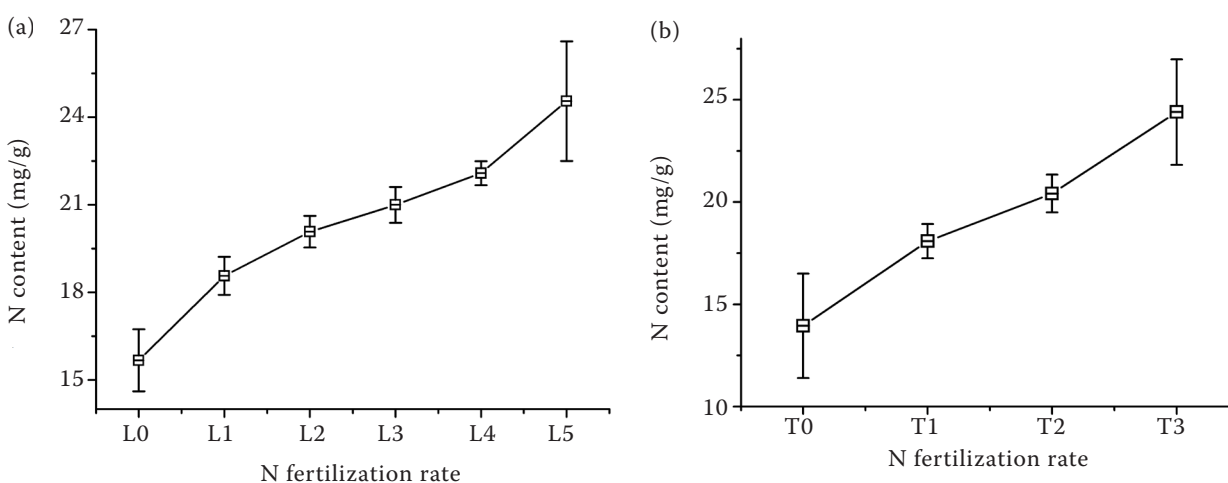 (a)
27
24
21
18
15
N content (mg/g)
L0 L1 L2 L3 L4 L5
N fertilization rate
(b)
25
20
15
10
N content (mg/g)
T0 T1 T2 T3
N fertilization rate